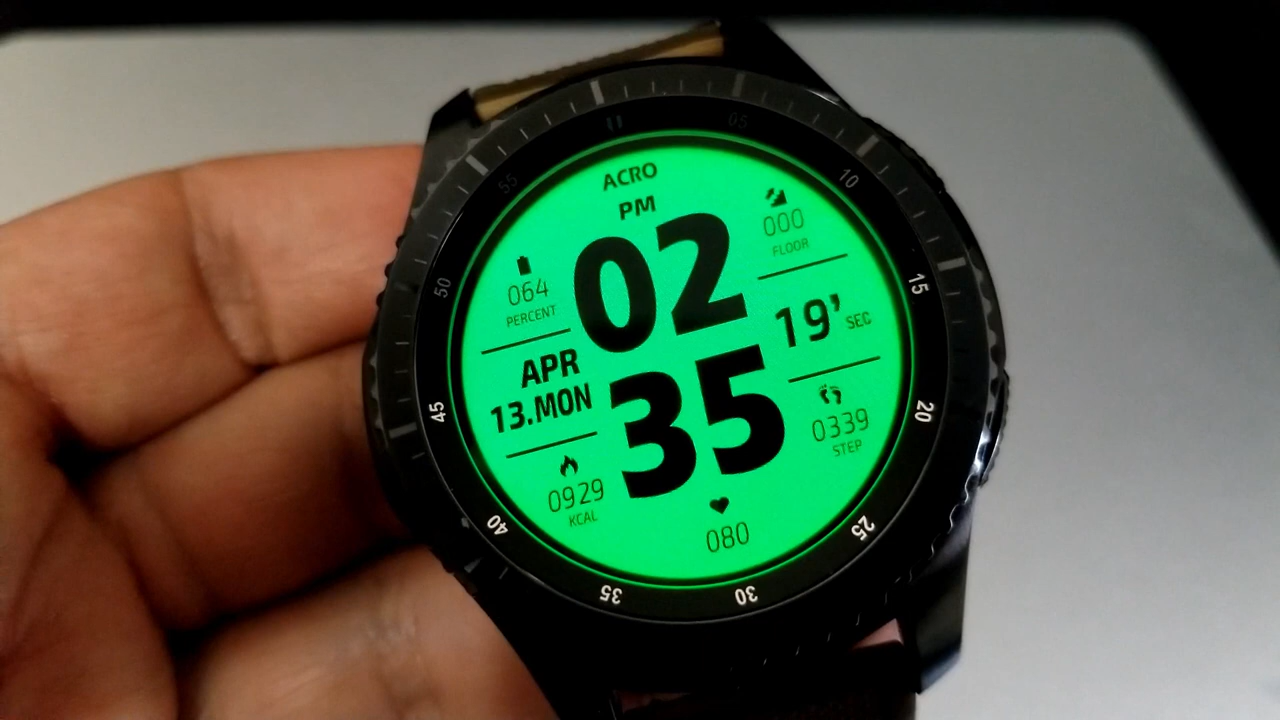 ACRO
PM
02
35
000
FLOOR
064
PERCENT
19’ SEC
APR
13.MON
0339
STEP
0929
KCAL
080
05
10
15
20
25
30
35
40
45
50
55